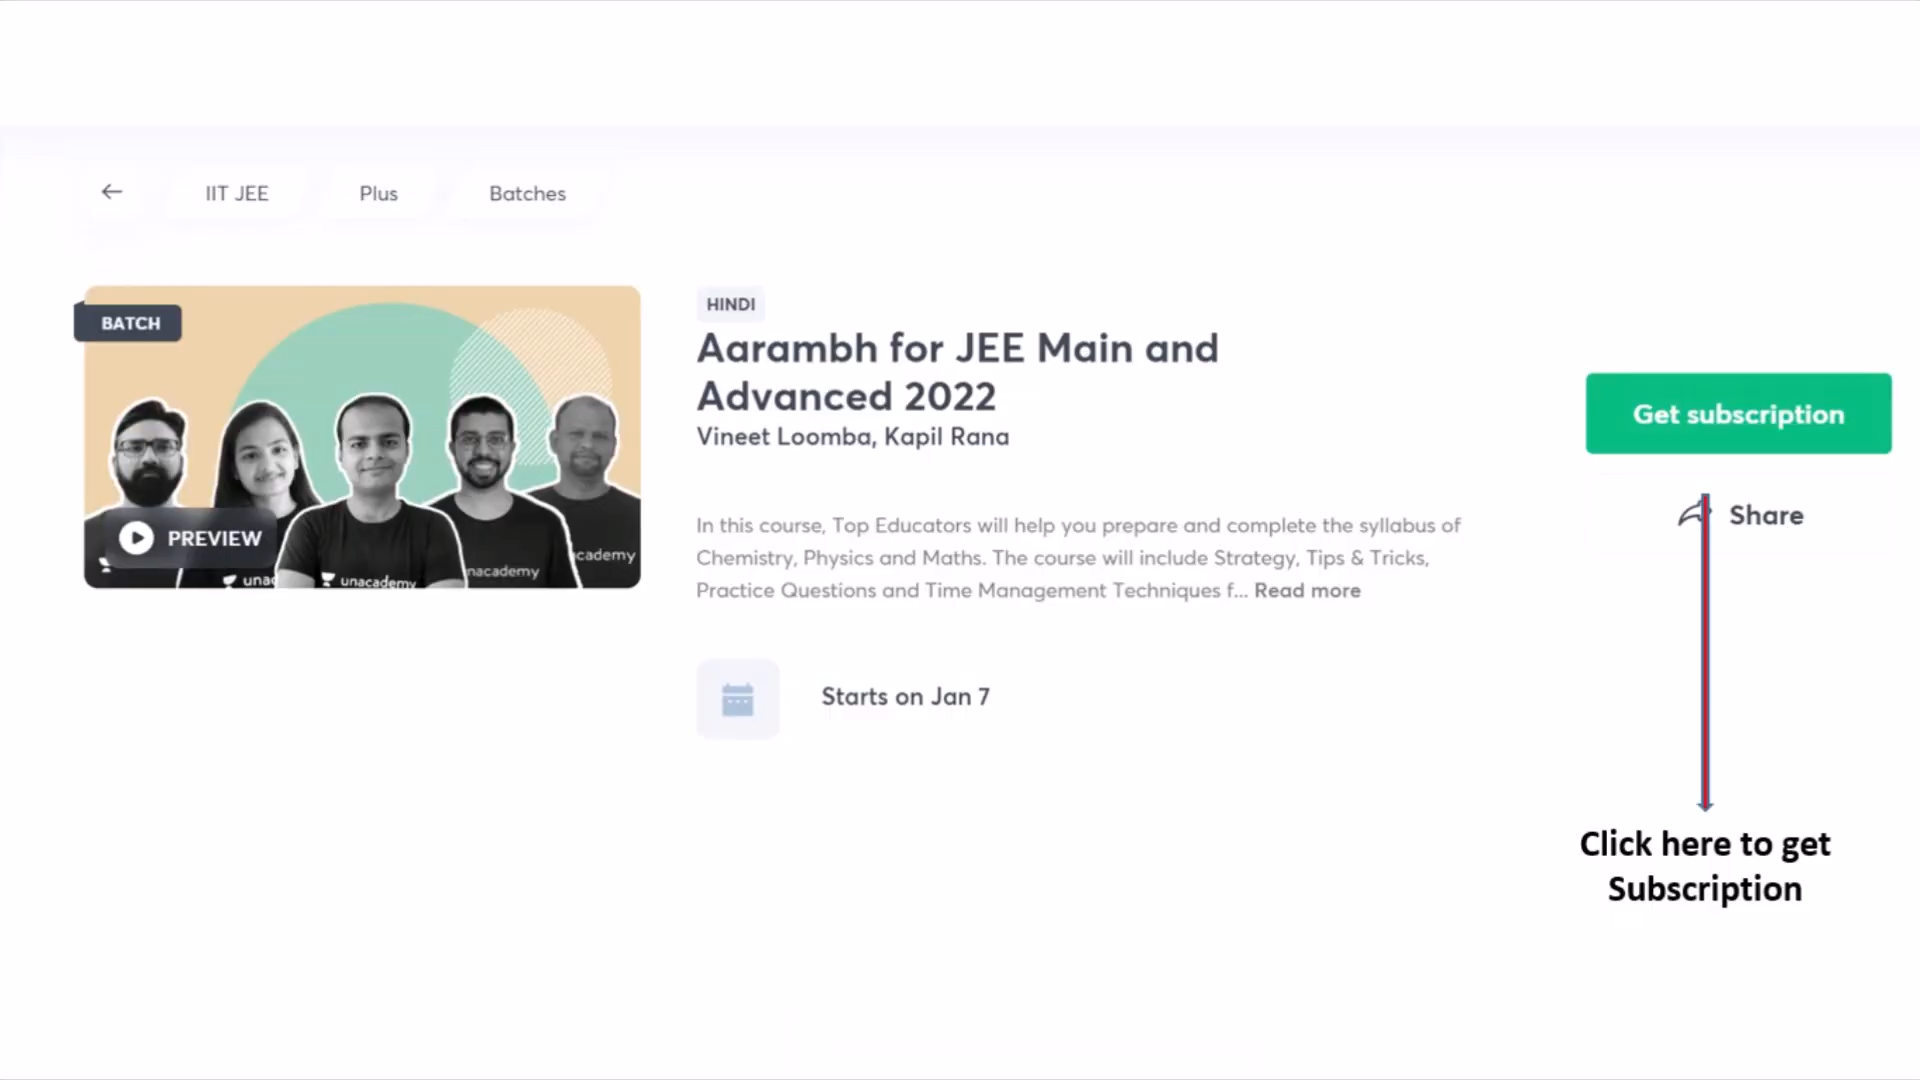 IIT JEE
Plus
Batches
BATCH
PREVIEW
unacademy
HINDI
Aarambh for JEE Main and
Advanced 2022
Vineet Loomba, Kapil Rana
In this course, Top Educators will help you prepare and complete the syllabus of
Chemistry, Physics and Maths. The course will include Strategy, Tips & Tricks,
Practice Questions and Time Management Techniques f... Read more
Starts on Jan 7
Get subscription
Share
Click here to get
Subscription